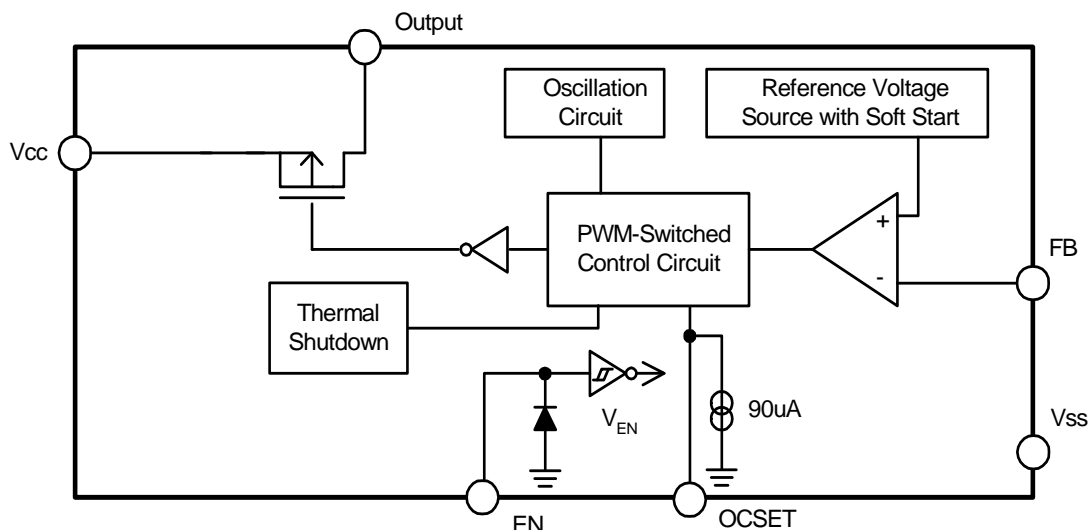 Output
Oscillation
Circuit
Reference Voltage
Source with Soft Start
Vcc
+
-
PWM-Switched
Control Circuit
FB
Thermal
Shutdown
VEN
90uA
Vss
EN
OCSET